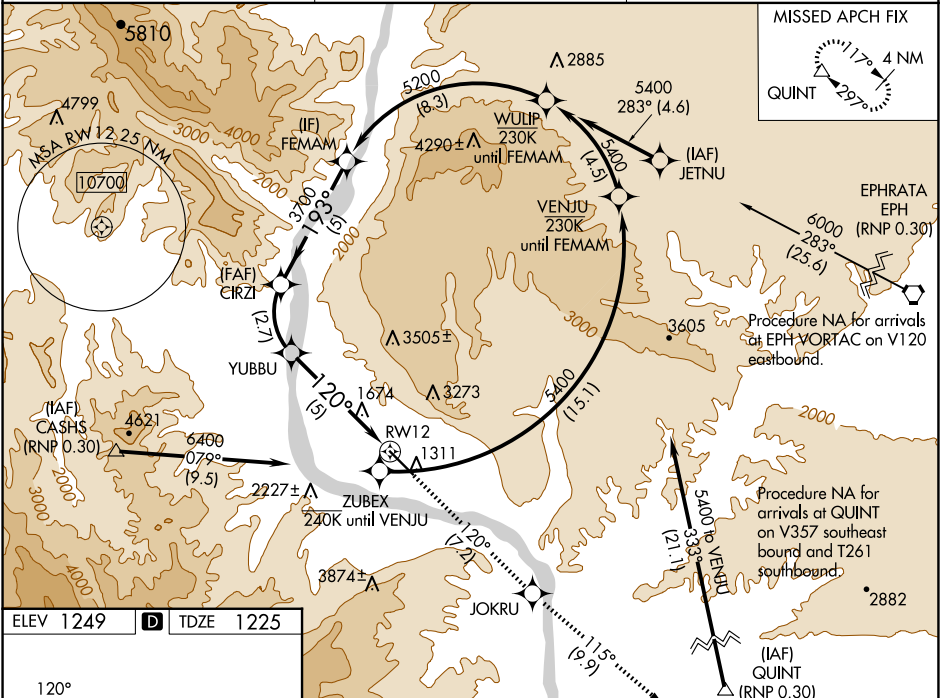 MISSED APCH FIX
117°
4 NM
QUINT
297°
5810
2885
5200
(8.3)
5400
283° (4.6)
4799
3000
4000
(IF)
FEMAM
WULIP
230K
until FEMAM
4290±
MSA RW12 25 NM
10700
2000
5400
(4.5)
(IAF)
JETNU
3700
193°
(5)
2000
VENJU
230K
until FEMAM
EPHRATA
EPH
(RNP 0.30)
6000
283°
(25.6)
(FAF)
CIRZI
(2.7)
3000
3605
Procedure NA for arrivals
at EPH VORTAC on V120
eastbound.
3505±
YUBBU
120°
(5)
1674
3273
5400
(15.1)
2000
(IAF)
CASHS
(RNP 0.30)
4621
6400
079°
(9.5)
RW12
1311
2227±
ZUBEX
240K until VENJU
3000
2000
120°
(7.2)
5400 to VENJU
333°
(21.1)
Procedure NA for
arrivals at QUINT
on V357 southeast
bound and T261
southbound.
4000
3874±
JOKRU
2882
115°
(9.9)
(IAF)
QUINT
(RNP 0.30)
ELEV 1249 D TDZE 1225
120°